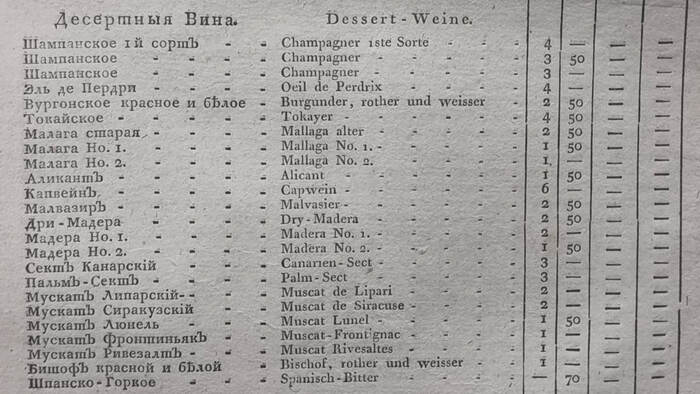 Десертныя Вина. Dessert-Weine.
Шампанское 1й сортъ - - - Champagner 1ste Sorte - - - 4 — — —
Шампанское - - - Champagner - - - 3 50 — —
Шампанское - - - Champagner - - - 3 — — —
Эль де Пердри - - - Oeil de Perdrix - - - 4 — — —
Бургонское красное и бѣлое - - Burgunder, rother und weisser - 2 50 — —
Токайское - - - Tokayer - - - 4 50 — —
Малага старая - - - Mallaga alter - - - 2 50 — —
Малага Но. 1. - - - Mallaga No. 1. - - - 1 50 — —
Малага Но. 2. - - - Mallaga No. 2. - - - 1. — — —
Аликантъ - - - Alicant - - - 1 50 — —
Капвейнъ - - - Capwein - - - 6 — — —
Малвазиръ - - - Malvasier - - - 2 50 — —
Дри-Мадера - - - Dry-Madera - - - 2 50 — —
Мадера Но. 1. - - - Madera No. 1. - - - 2 — — —
Мадера Но. 2. - - - Madera No. 2. - - - 1 50 — —
Сектъ Канарскій - - - Canarien-Sect - - - 3 — — —
Пальмъ-Сектъ - - - Palm-Sect - - - 3 — — —
Мускатъ Липарскій - - - Muscat de Lipari - - - 2 — — —
Мускатъ Сиракузскій - - - Muscat de Siracuse - - - 2 — — —
Мускатъ Люнель - - - Muscat Lunel - - - 1 50 — —
Мускатъ Фронтиньякъ - - - Muscat-Front'gnac - - - 1 — — —
Мускатъ Ривезалтъ - - - Muscat Rivesaltes - - - 1 — — —
Бишофъ красной и бѣлой - - - Bischof, rother und weisser - - 1 — — —
Шпанско-Горкое - - - Spanisch-Bitter - - - — 70 — —